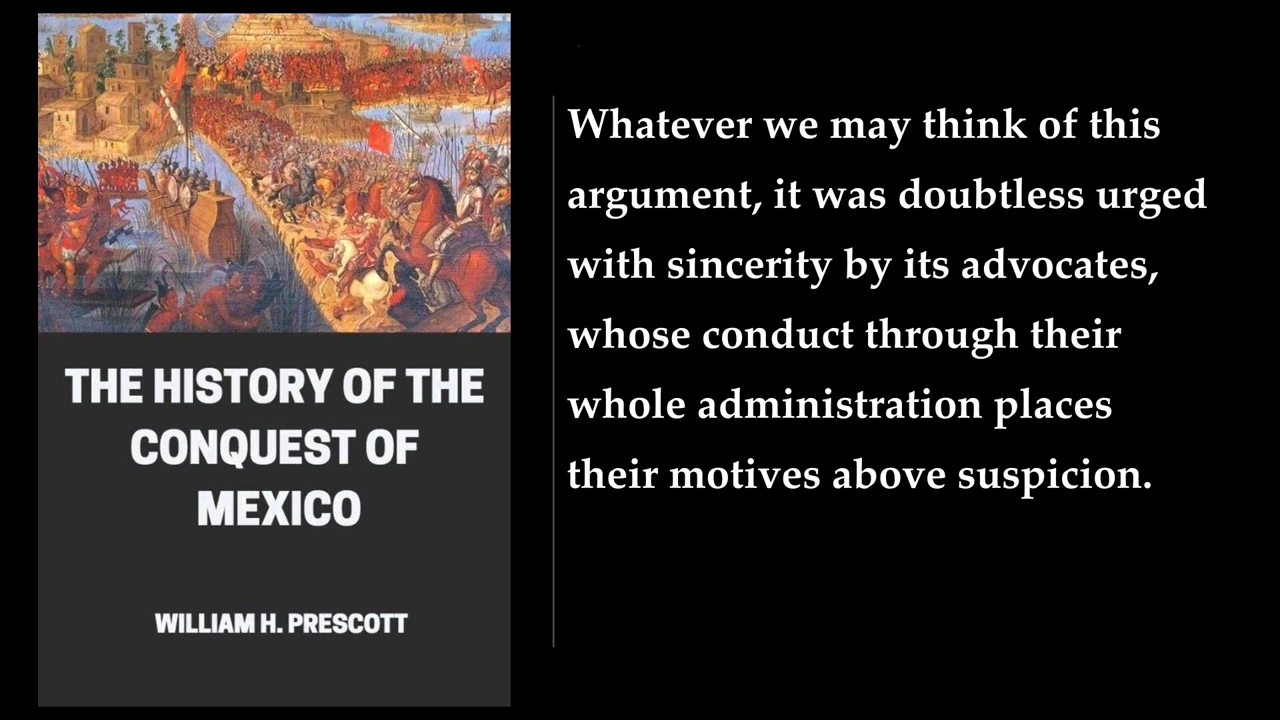 THE HISTORY OF THE
CONQUEST OF
MEXICO
WILLIAM H. PRESCOTT
Whatever we may think of this
argument, it was doubtless urged
with sincerity by its advocates,
whose conduct through their
whole administration places
their motives above suspicion.